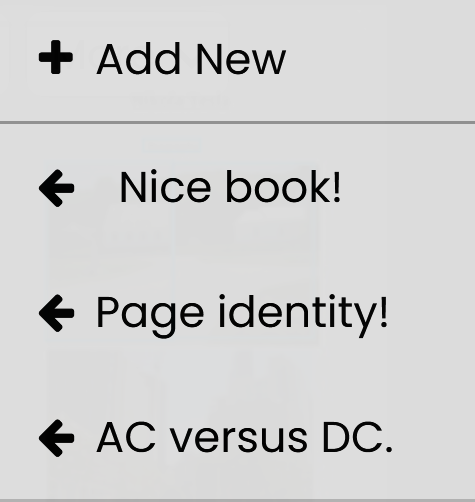 Add New
Nice book!
Page identity!
AC versus DC.